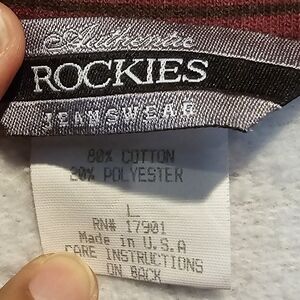 Authentic
ROCKIES
JEANSWEAR
80% COTTON
20% POLYESTER
L
RN# 17901
Made in U.S.A
CARE INSTRUCTIONS
ON BACK